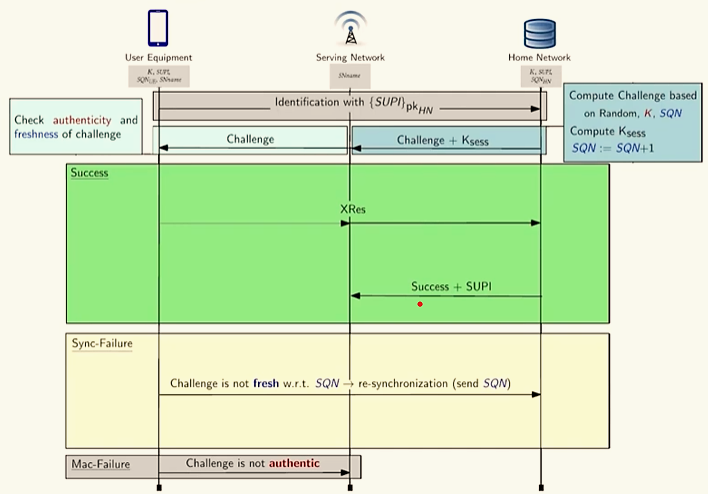 User Equipment
Serving Network
Home Network
K, SUPI,
SQN_UE, SNname
SNname
K, SUPI,
SQN_HN
Identification with {SUPI}pk_HN
Check authenticity and
freshness of challenge
Compute Challenge based
on Random, K, SQN
Compute K_sess
SQN := SQN+1
Challenge
Challenge + K_sess
Success
XRes
Success + SUPI
Sync-Failure
Challenge is not fresh w.r.t. SQN → re-synchronization (send SQN)
Mac-Failure
Challenge is not authentic